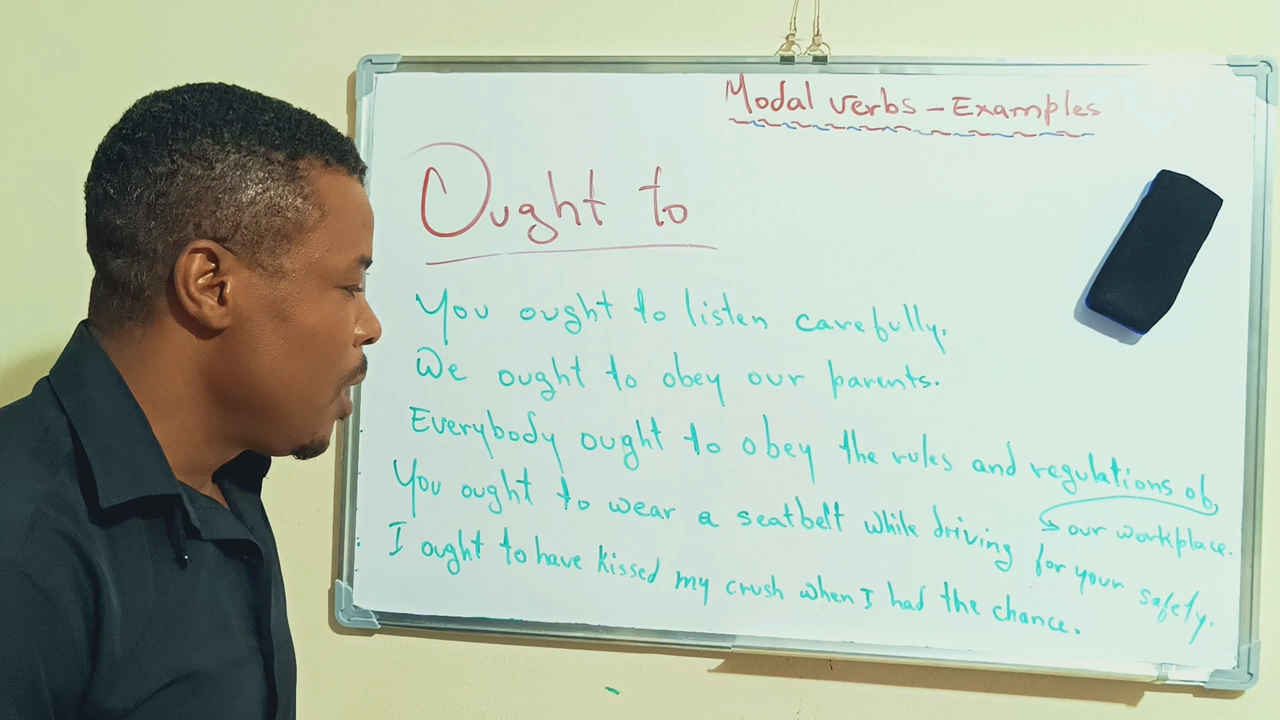 Modal verbs - Examples
Ought to
You ought to listen carefully.
We ought to obey our parents.
Everybody ought to obey the rules and regulations ob
our workplace.
You ought to wear a seatbelt while driving for your safety.
I ought to have kissed my crush when I had the chance.